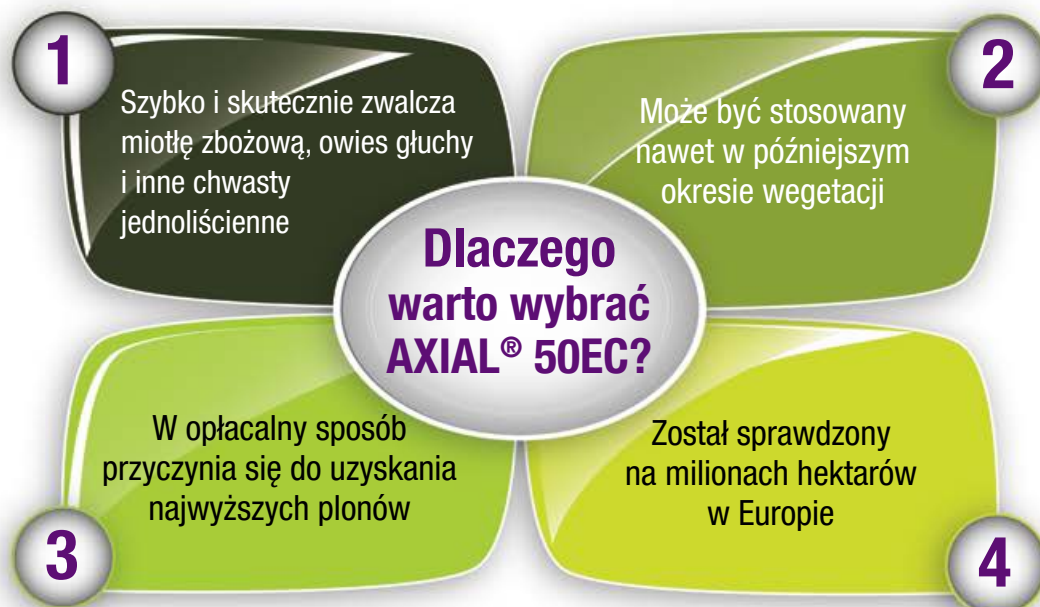 1
Szybko i skutecznie zwalcza
miotłę zbożową, owies głuchy
i inne chwasty
jednoliścienne
2
Może być stosowany
nawet w późniejszym
okresie wegetacji
Dlaczego
warto wybrać
AXIAL® 50EC?
3
W opłacalny sposób
przyczynia się do uzyskania
najwyższych plonów
4
Został sprawdzony
na milionach hektarów
w Europie